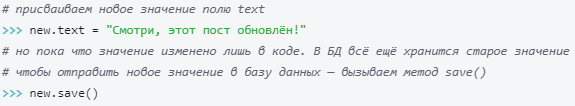 # присваиваем новое значение полю text
>>> new.text = "Смотри, этот пост обновлён!"
# но пока что значение изменено лишь в коде. В БД всё ещё хранится старое значение
# чтобы отправить новое значение в базу данных — вызываем метод save()
>>> new.save()